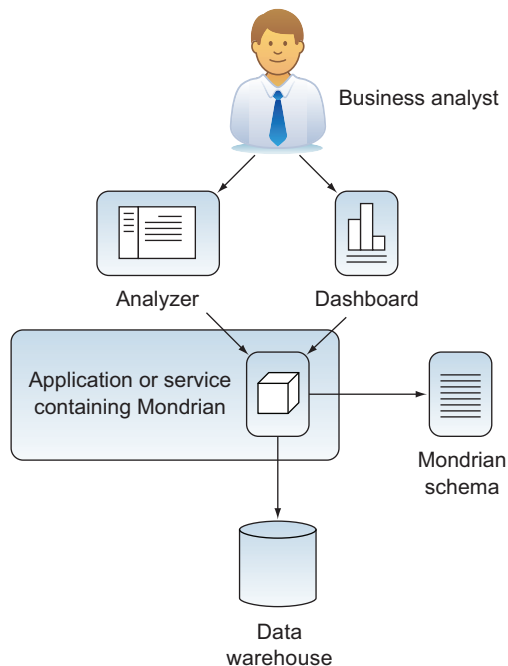 Business analyst
Analyzer
Dashboard
Application or service
containing Mondrian
Mondrian
schema
Data
warehouse